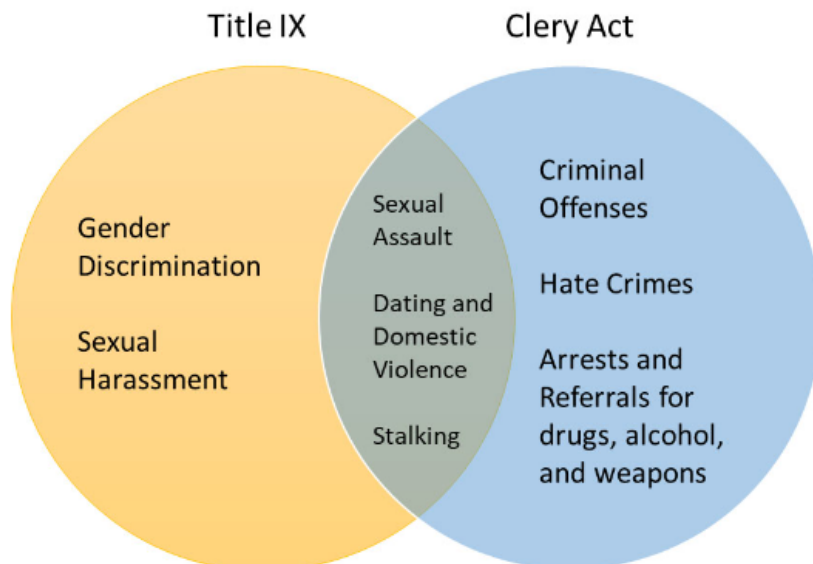 Title IX
Clery Act
Gender
Discrimination
Sexual
Harassment
Sexual
Assault
Dating and
Domestic
Violence
Stalking
Criminal
Offenses
Hate Crimes
Arrests and
Referrals for
drugs, alcohol,
and weapons